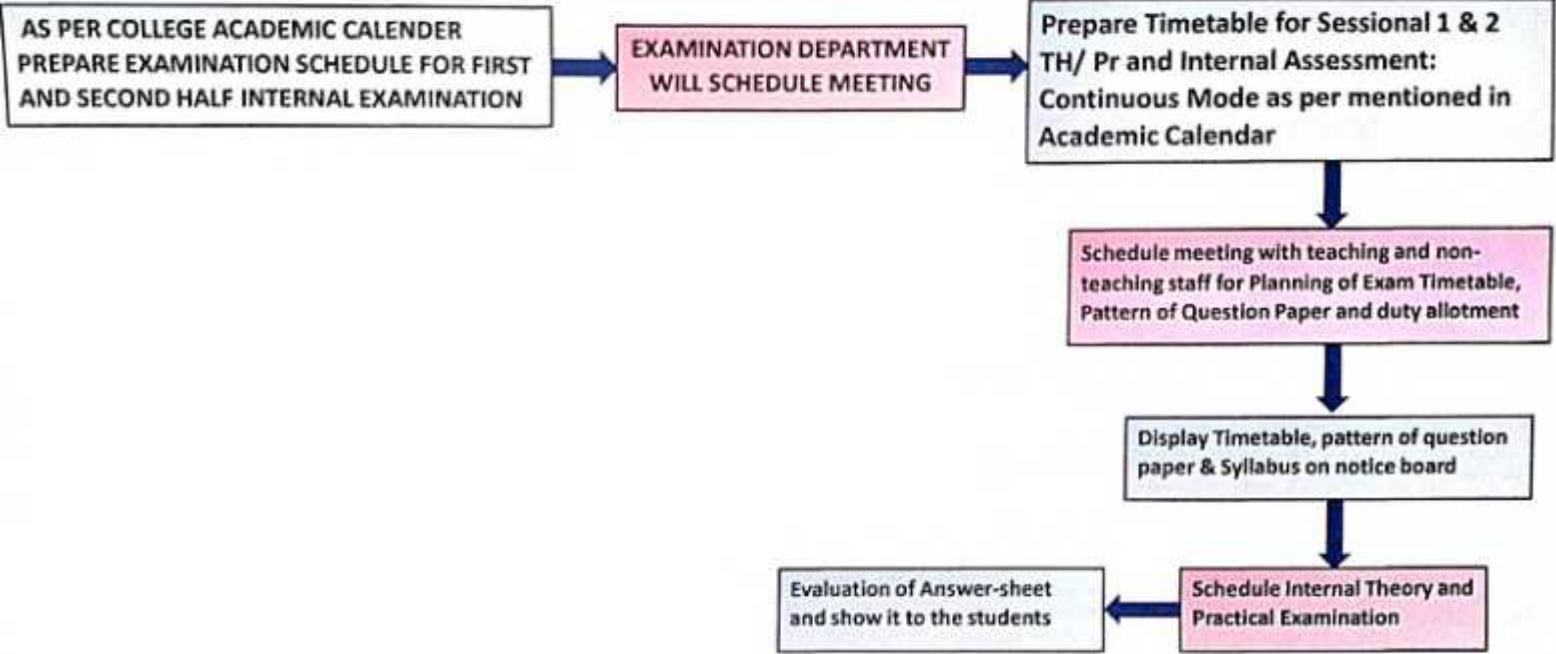 AS PER COLLEGE ACADEMIC CALENDER
PREPARE EXAMINATION SCHEDULE FOR FIRST
AND SECOND HALF INTERNAL EXAMINATION
EXAMINATION DEPARTMENT
WILL SCHEDULE MEETING
Prepare Timetable for Sessional 1 & 2
TH/ Pr and Internal Assessment:
Continuous Mode as per mentioned in
Academic Calendar
Schedule meeting with teaching and non-
teaching staff for Planning of Exam Timetable,
Pattern of Question Paper and duty allotment
Display Timetable, pattern of question
paper & Syllabus on notice board
Schedule Internal Theory and
Practical Examination
Evaluation of Answer-sheet
and show it to the students